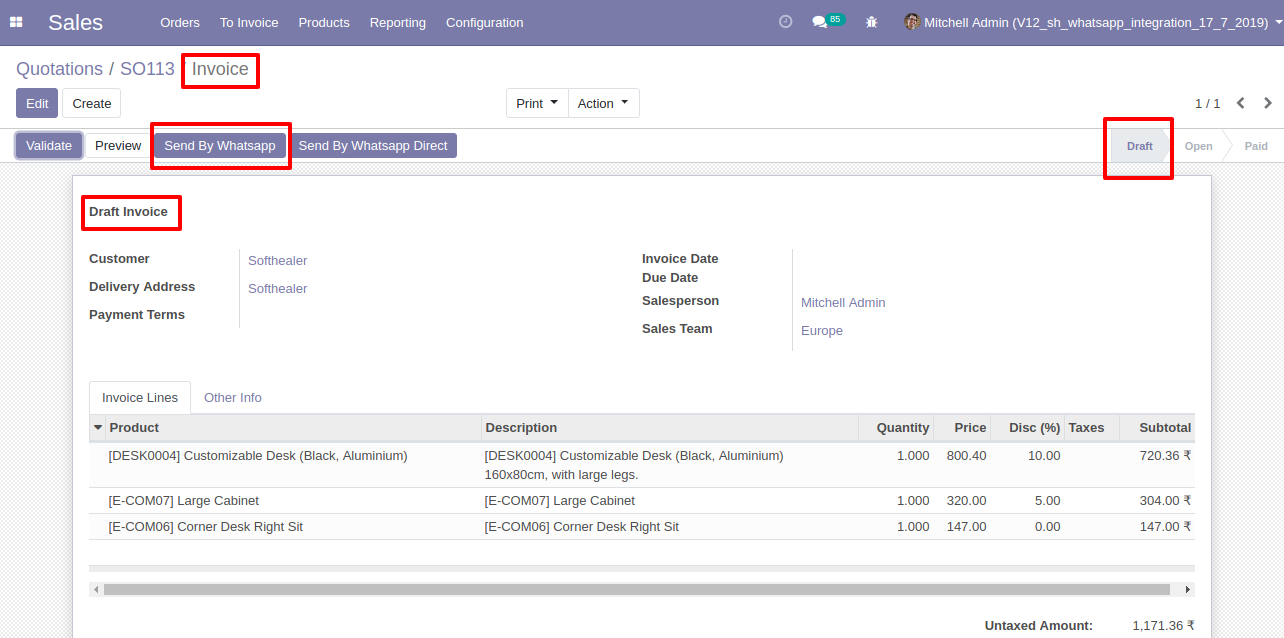 Sales Orders To Invoice Products Reporting Configuration 85 Mitchell Admin (V12_sh_whatsapp_integration_17_7_2019)
Quotations / SO113 / Invoice
Edit Create Print Action 1 / 1
Validate Preview Send By Whatsapp Send By Whatsapp Direct Draft Open Paid
Draft Invoice
Customer Softhealer Invoice Date
Due Date
Delivery Address Softhealer Salesperson Mitchell Admin
Payment Terms Sales Team Europe
Invoice Lines Other Info
Product Description Quantity Price Disc (%) Taxes Subtotal
[DESK0004] Customizable Desk (Black, Aluminium) [DESK0004] Customizable Desk (Black, Aluminium) 1.000 800.40 10.00 720.36 ₹
160x80cm, with large legs.
[E-COM07] Large Cabinet [E-COM07] Large Cabinet 1.000 320.00 5.00 304.00 ₹
[E-COM06] Corner Desk Right Sit [E-COM06] Corner Desk Right Sit 1.000 147.00 0.00 147.00 ₹
Untaxed Amount: 1,171.36 ₹